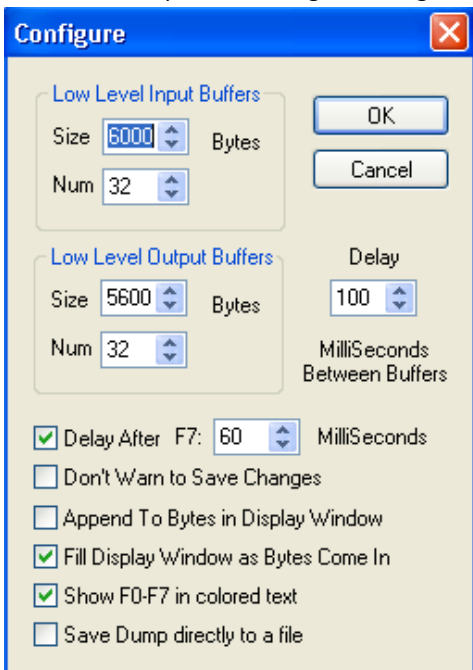 Configure
Low Level Input Buffers
Size 6000 Bytes
Num 32
OK
Cancel
Low Level Output Buffers
Size 5600 Bytes
Num 32
Delay
100
MilliSeconds
Between Buffers
Delay After F7: 60 MilliSeconds
Don't Warn to Save Changes
Append To Bytes in Display Window
Fill Display Window as Bytes Come In
Show F0-F7 in colored text
Save Dump directly to a file